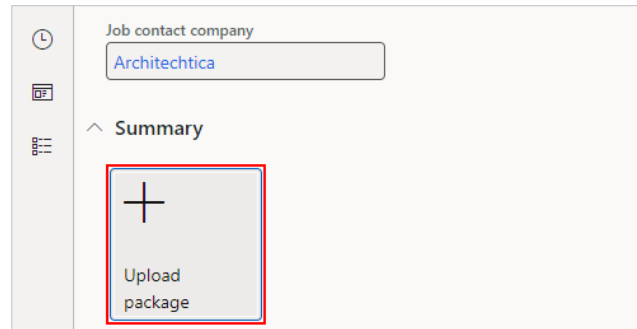 Job contact company
Architechtica
Summary
Upload
package